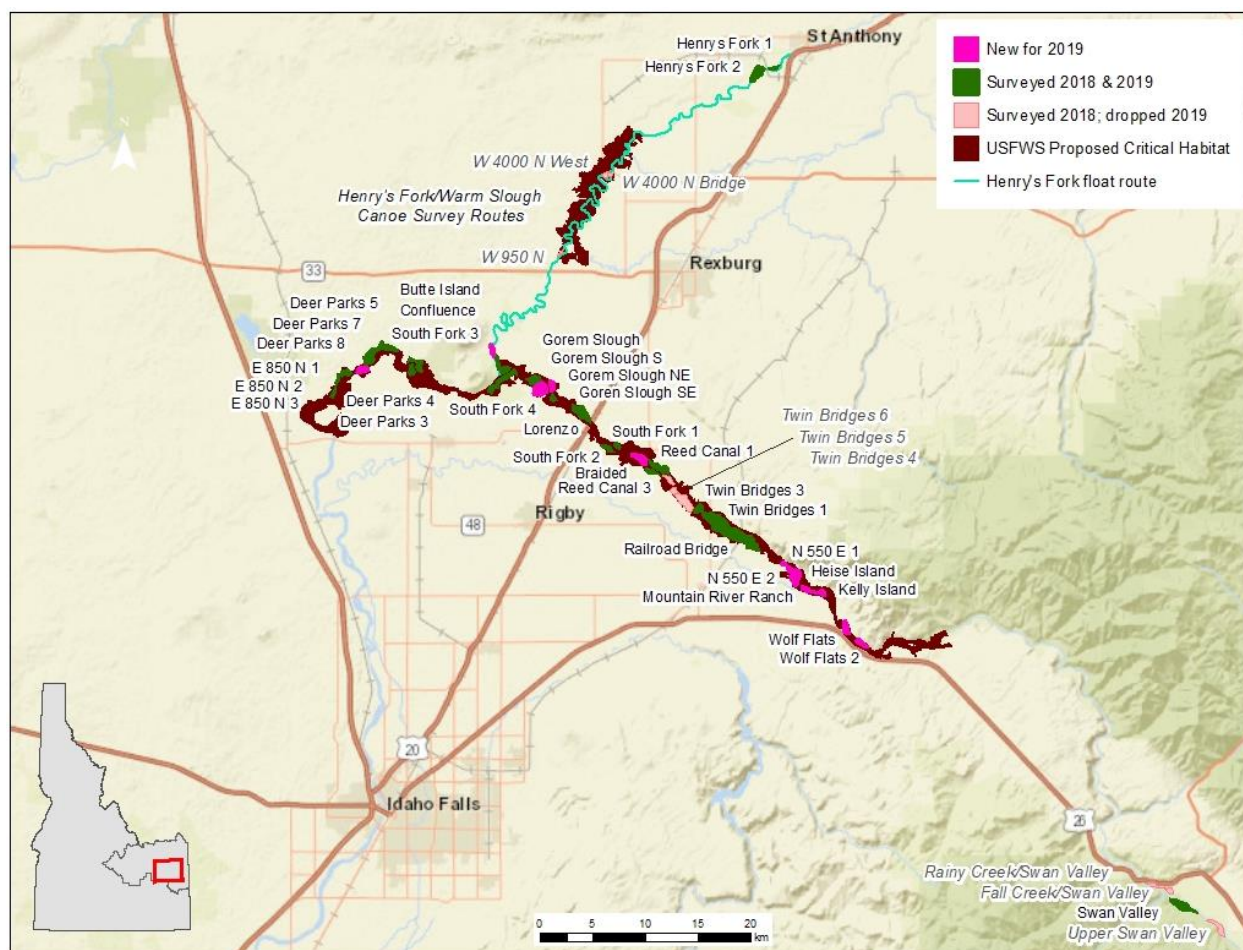 Henrys Fork 1
St Anthony
Henrys Fork 2
New for 2019
Surveyed 2018 & 2019
Surveyed 2018; dropped 2019
USFWS Proposed Critical Habitat
Henry's Fork float route
N
W 4000 N West
W 4000 N Bridge
Henry's Fork/Warm Slough
Canoe Survey Routes
W 950 N
Rexburg
33
Butte Island
Confluence
South Fork 3
Deer Parks 5
Deer Parks 7
Deer Parks 8
E 850 N 1
E 850 N 2
E 850 N 3
Deer Parks 4
Deer Parks 3
South Fork 4
Gorem Slough
Gorem Slough S
Gorem Slough NE
Goren Slough SE
Lorenzo
South Fork 1
South Fork 2
Reed Canal 1
Braided
Reed Canal 3
Twin Bridges 6
Twin Bridges 5
Twin Bridges 4
Twin Bridges 3
Twin Bridges 1
Rigby
48
Railroad Bridge
N 550 E 1
N 550 E 2
Heise Island
Mountain River Ranch
Kelly Island
Wolf Flats
Wolf Flats 2
20
Idaho Falls
26
Rainy Creek/Swan Valley
Fall Creek/Swan Valley
Swan Valley
Upper Swan Valley
0 5 10 15 20
km